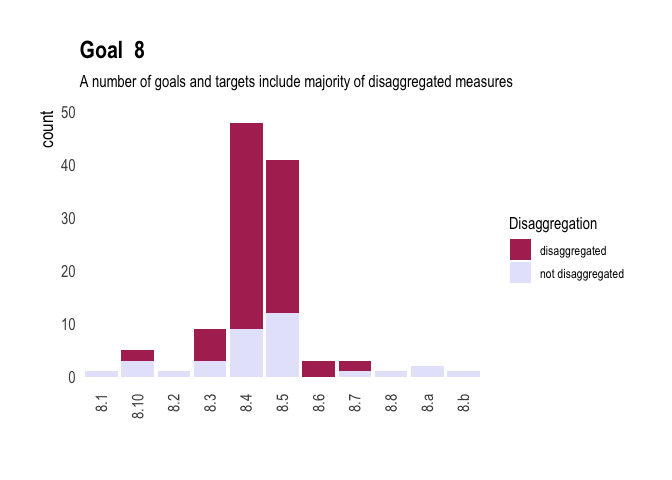 Goal  8
A number of goals and targets include majority of disaggregated measures
count
50
40
30
20
10
0
8.1
8.10
8.2
8.3
8.4
8.5
8.6
8.7
8.8
8.a
8.b
Disaggregation
disaggregated
not disaggregated